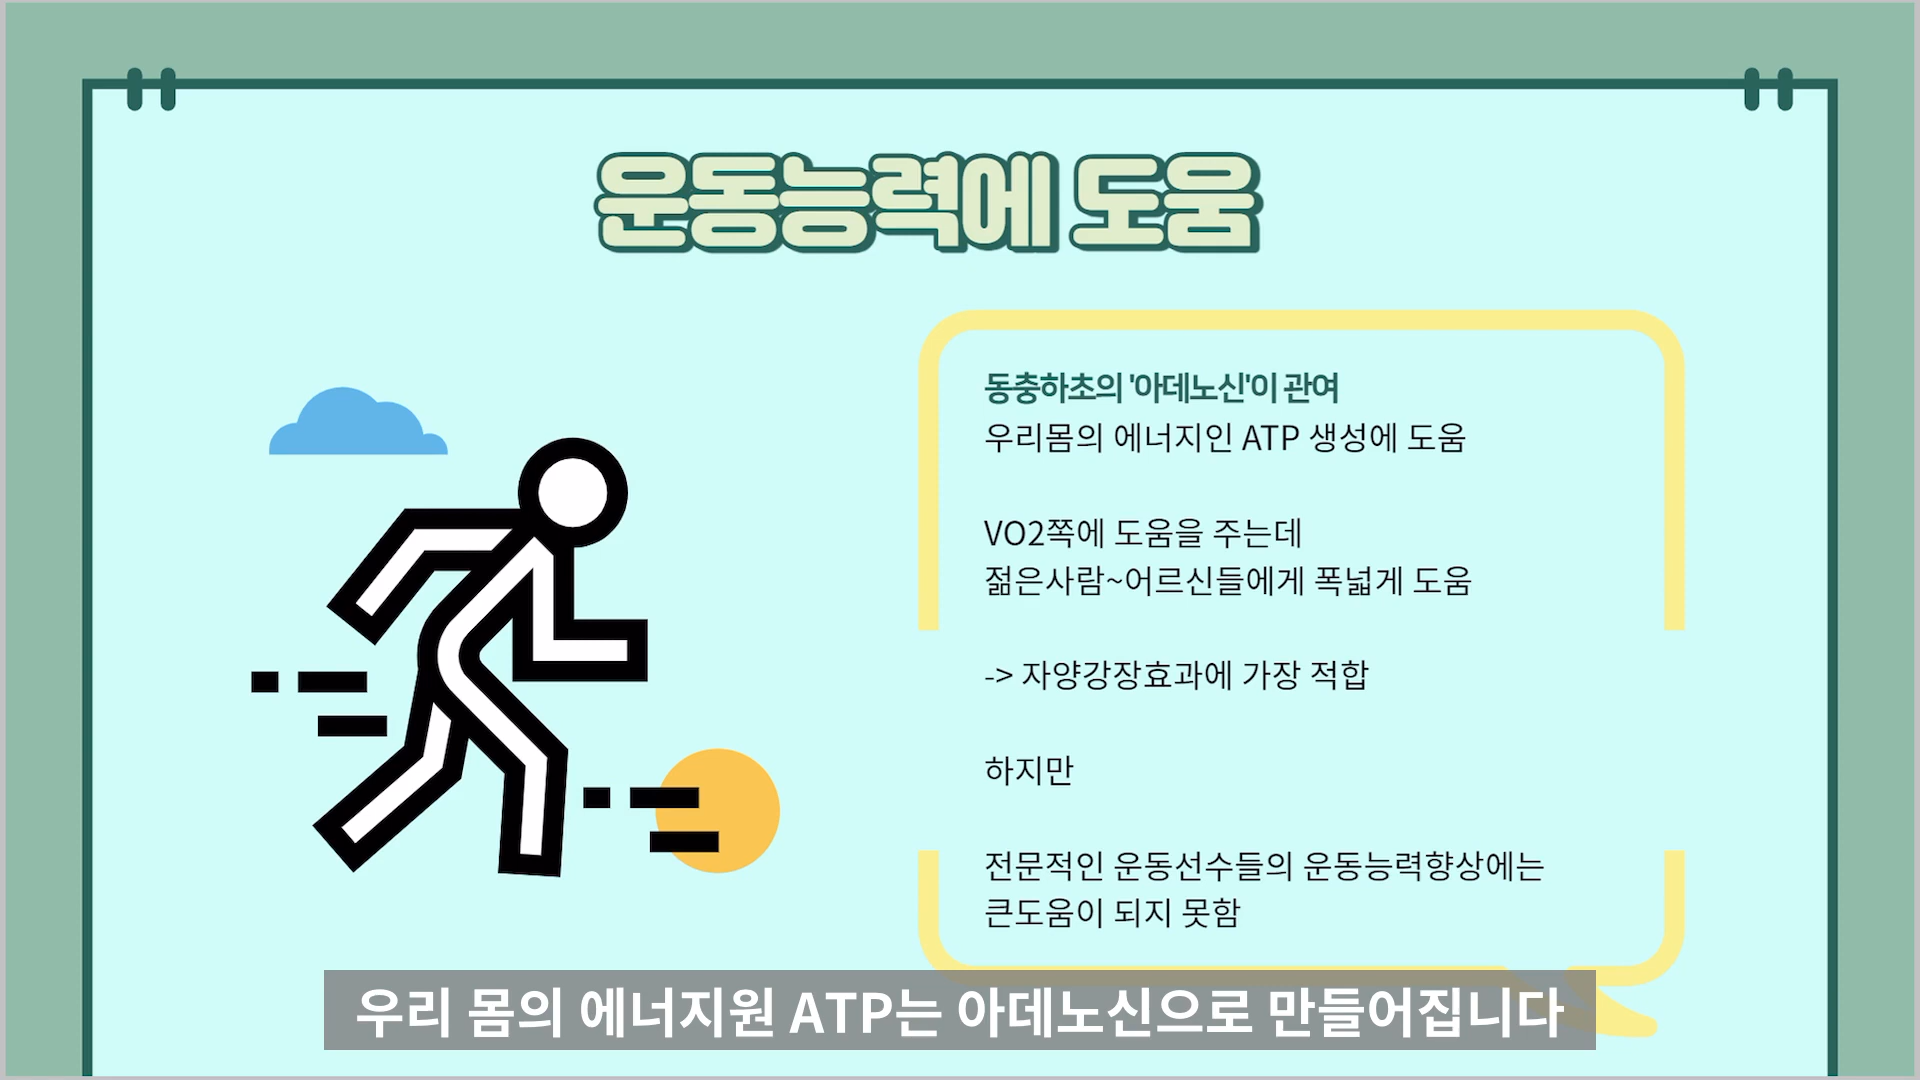 운동능력에 도움
동충하초의 '아데노신'이 관여
우리몸의 에너지인 ATP 생성에 도움
VO2쪽에 도움을 주는데
젊은사람~어르신들에게 폭넓게 도움
-> 자양강장효과에 가장 적합
하지만
전문적인 운동선수들의 운동능력향상에는
큰도움이 되지 못함
우리 몸의 에너지원 ATP는 아데노신으로 만들어집니다